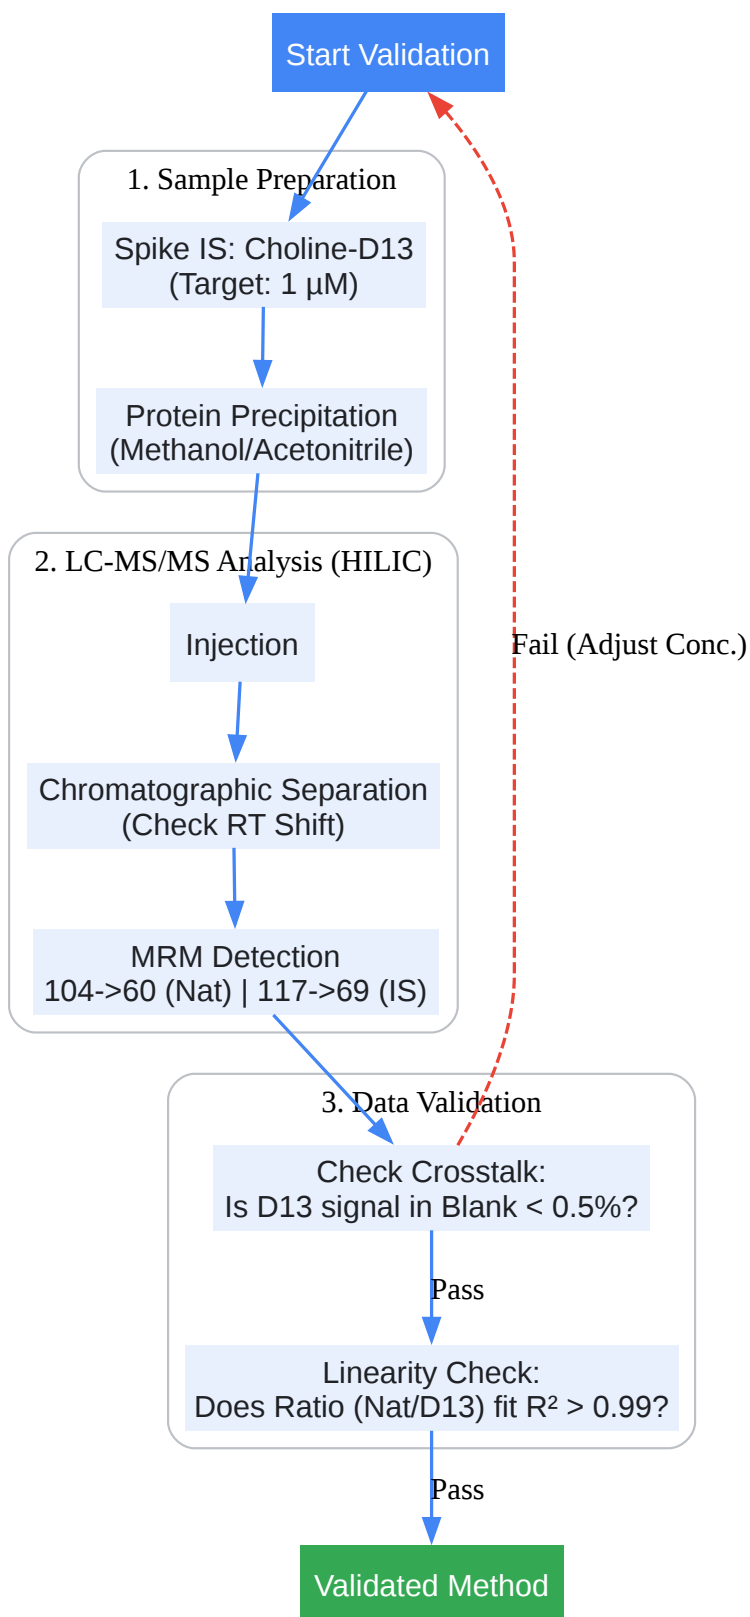 Start Validation
1. Sample Preparation
Spike IS: Choline-D13
(Target: 1 µM)
Protein Precipitation
(Methanol/Acetonitrile)
2. LC-MS/MS Analysis (HILIC)
Injection
Fail (Adjust Conc.)
Chromatographic Separation
(Check RT Shift)
MRM Detection
104->60 (Nat) | 117->69 (IS)
3. Data Validation
Check Crosstalk:
Is D13 signal in Blank < 0.5%?
Pass
Linearity Check:
Does Ratio (Nat/D13) fit R² > 0.99?
Pass
Validated Method